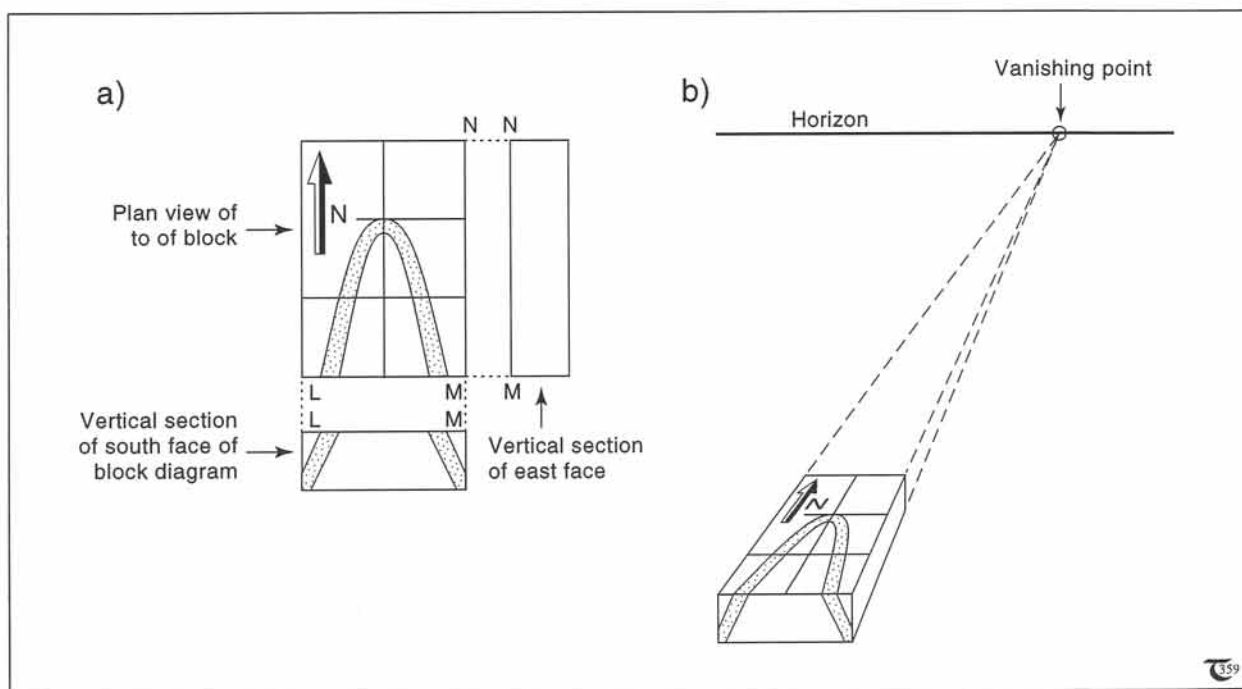 a)
N N
N
Plan view of
to of block
L M M
L M
Vertical section
of south face of
block diagram
Vertical section
of east face
b)
Vanishing point
Horizon
N
359